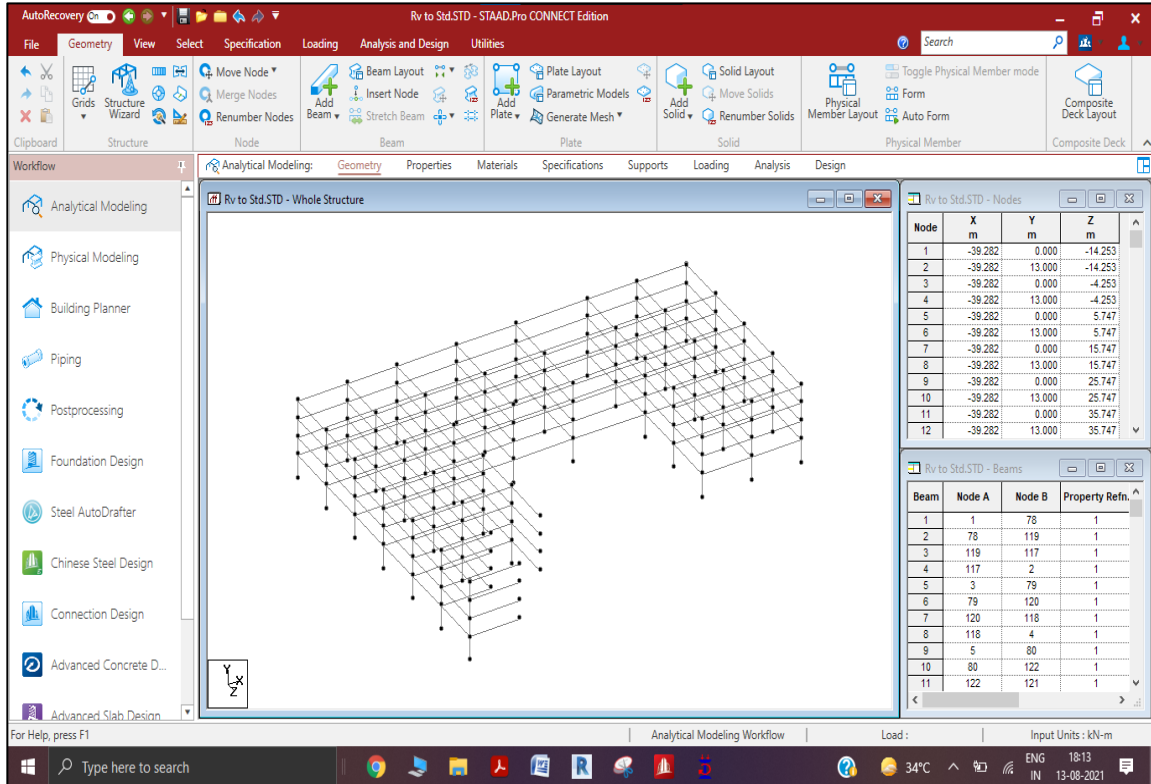 AutoRecovery On Rv to Std.STD - STAAD.Pro CONNECT Edition
File Geometry View Select Specification Loading Analysis and Design Utilities Search
Grids
Structure Wizard
Move Node
Merge Nodes
Renumber Nodes
Add Beam
Beam Layout
Insert Node
Stretch Beam
Add Plate
Plate Layout
Parametric Models
Generate Mesh
Add Solid
Solid Layout
Move Solids
Renumber Solids
Physical Member Layout
Toggle Physical Member mode
Form
Auto Form
Composite Deck Layout
Clipboard Structure Node Beam Plate Solid Physical Member Composite Deck
Workflow
Analytical Modeling: Geometry Properties Materials Specifications Supports Loading Analysis Design
Analytical Modeling
Physical Modeling
Building Planner
Piping
Postprocessing
Foundation Design
Steel AutoDrafter
Chinese Steel Design
Connection Design
Advanced Concrete D...
Advanced Slab Design
Rv to Std.STD - Whole Structure
Y
X
Z
Rv to Std.STD - Nodes
Node X m Y m Z m
1 -39.282 0.000 -14.253
2 -39.282 13.000 -14.253
3 -39.282 0.000 -4.253
4 -39.282 13.000 -4.253
5 -39.282 0.000 5.747
6 -39.282 13.000 5.747
7 -39.282 0.000 15.747
8 -39.282 13.000 15.747
9 -39.282 0.000 25.747
10 -39.282 13.000 25.747
11 -39.282 0.000 35.747
12 -39.282 13.000 35.747
Rv to Std.STD - Beams
Beam Node A Node B Property Refn.
1 1 78 1
2 78 119 1
3 119 117 1
4 117 2 1
5 3 79 1
6 79 120 1
7 120 118 1
8 118 4 1
9 5 80 1
10 80 122 1
11 122 121 1
For Help, press F1 Analytical Modeling Workflow Load : Input Units : kN-m
Type here to search 34°C ENG IN 18:13 13-08-2021